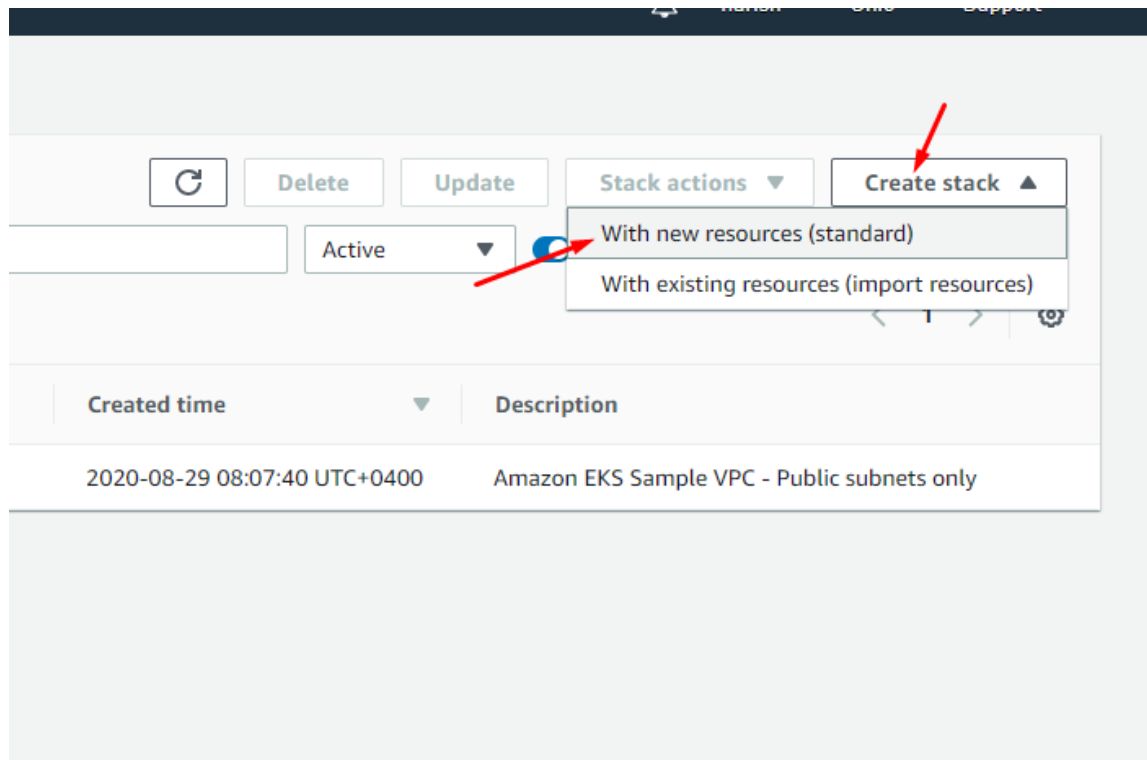 Delete Update Stack actions Create stack
With new resources (standard)
Active
With existing resources (import resources)
1
Created time Description
2020-08-29 08:07:40 UTC+0400 Amazon EKS Sample VPC - Public subnets only